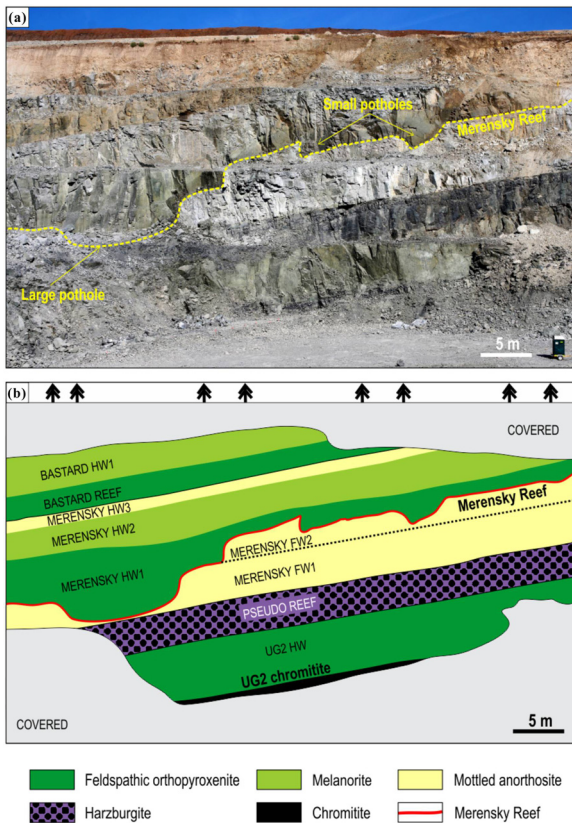 (a)
Small potholes
Merensky Reef
Large pothole
5 m
(b)
COVERED
BASTARD HW1
BASTARD REEF
MERENSKY HW3
MERENSKY HW2
Merensky Reef
MERENSKY FW2
MERENSKY HW1
MERENSKY FW1
PSEUDO REEF
UG2 HW
UG2 chromitite
COVERED
5 m
Feldspathic orthopyroxenite
Melanorite
Mottled anorthosite
Harzburgite
Chromitite
Merensky Reef